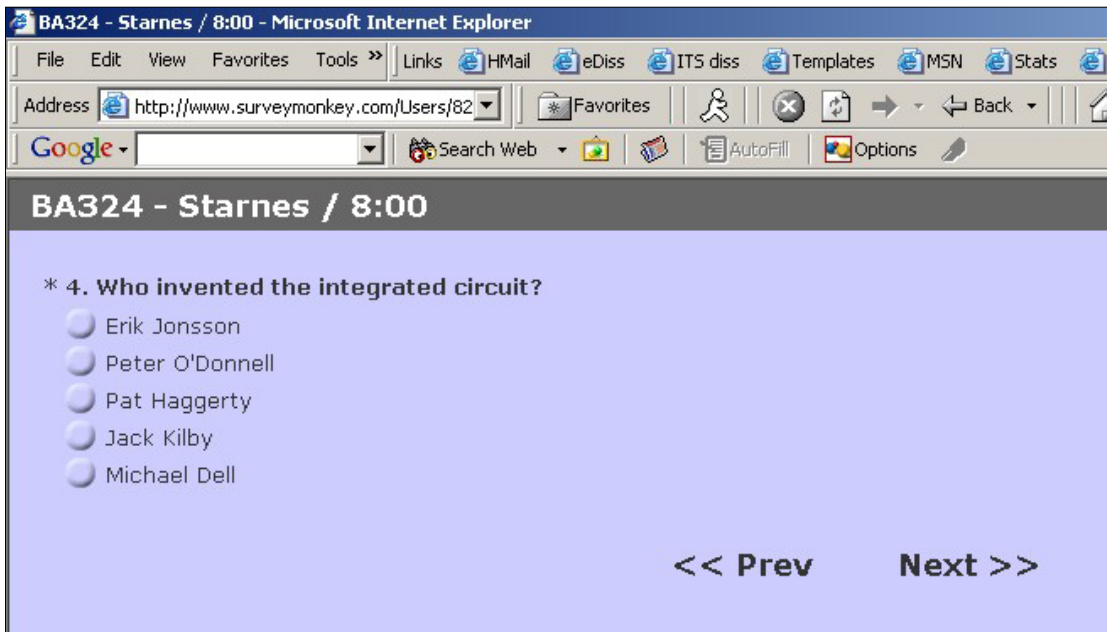 BA324 - Starnes / 8:00 - Microsoft Internet Explorer
File Edit View Favorites Tools » Links HMail eDiss ITS diss Templates MSN Stats
Address http://www.surveymonkey.com/Users/82 Favorites Back
Google Search Web AutoFill Options
BA324 - Starnes / 8:00
* 4. Who invented the integrated circuit?
Erik Jonsson
Peter O'Donnell
Pat Haggerty
Jack Kilby
Michael Dell
<< Prev Next >>